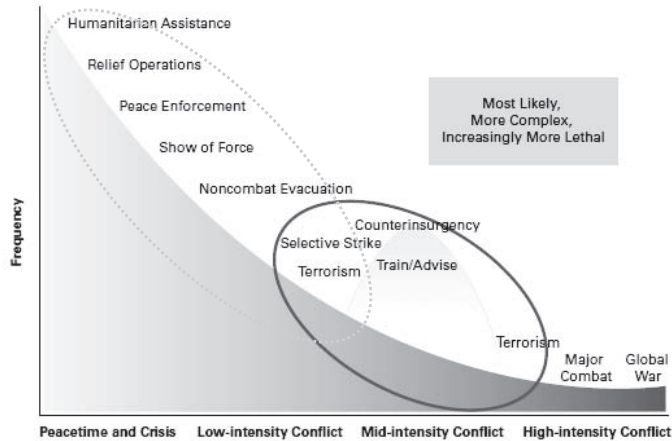 Humanitarian Assistance
Relief Operations
Peace Enforcement
Show of Force
Noncombat Evacuation
Most Likely,
More Complex,
Increasingly More Lethal
Counterinsurgency
Selective Strike
Train/Advise
Terrorism
Terrorism
Major
Combat
Global
War
Frequency
Peacetime and Crisis
Low-intensity Conflict
Mid-intensity Conflict
High-intensity Conflict